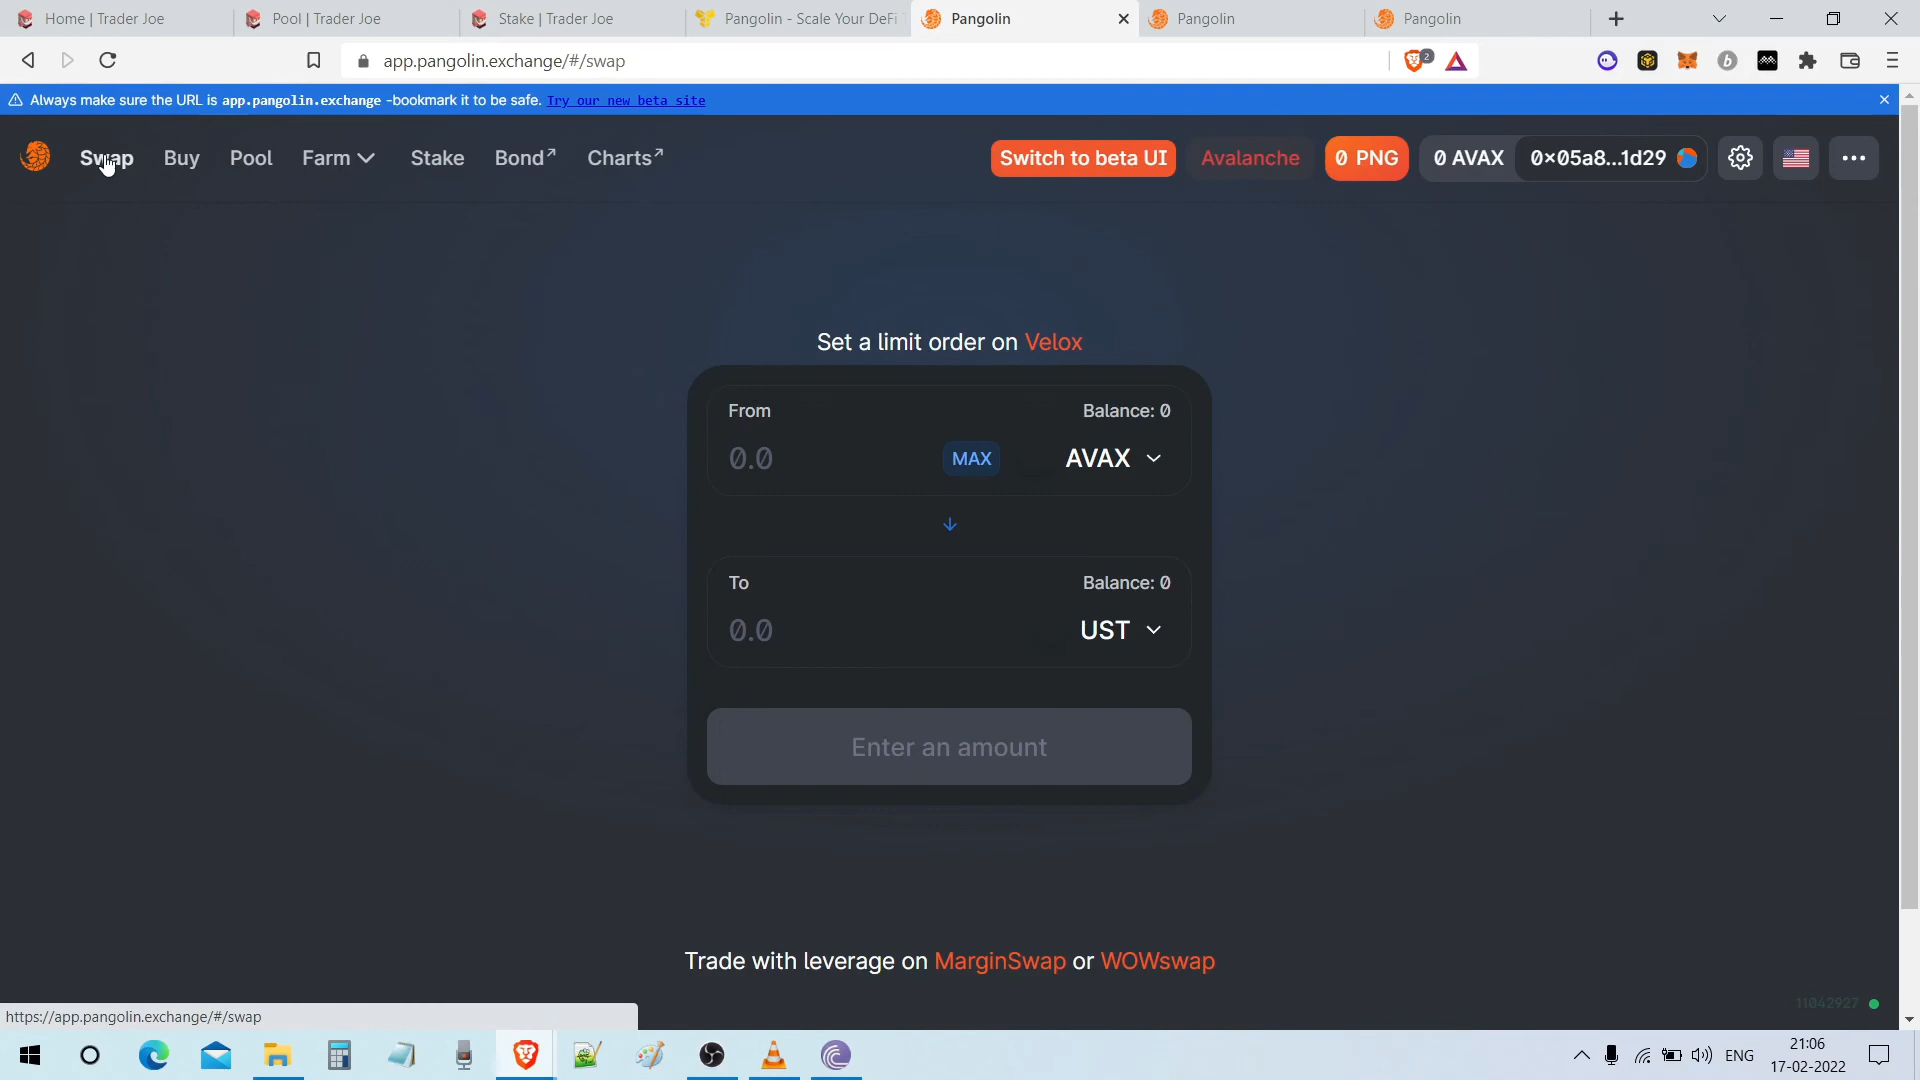 Home | Trader Joe
Pool | Trader Joe
Stake | Trader Joe
Pangolin - Scale Your DeFi
Pangolin
Pangolin
Pangolin
app.pangolin.exchange/#/swap
2
Always make sure the URL is app.pangolin.exchange -bookmark it to be safe. Try our new beta site
Swap
Buy
Pool
Farm
Stake
Bond↗
Charts↗
Switch to beta UI
Avalanche
0 PNG
0 AVAX
0×05a8...1d29
Set a limit order on Velox
From
Balance: 0
0.0
MAX
AVAX
To
Balance: 0
0.0
UST
Enter an amount
Trade with leverage on MarginSwap or WOWswap
11042927
https://app.pangolin.exchange/#/swap
ENG
21:06
17-02-2022